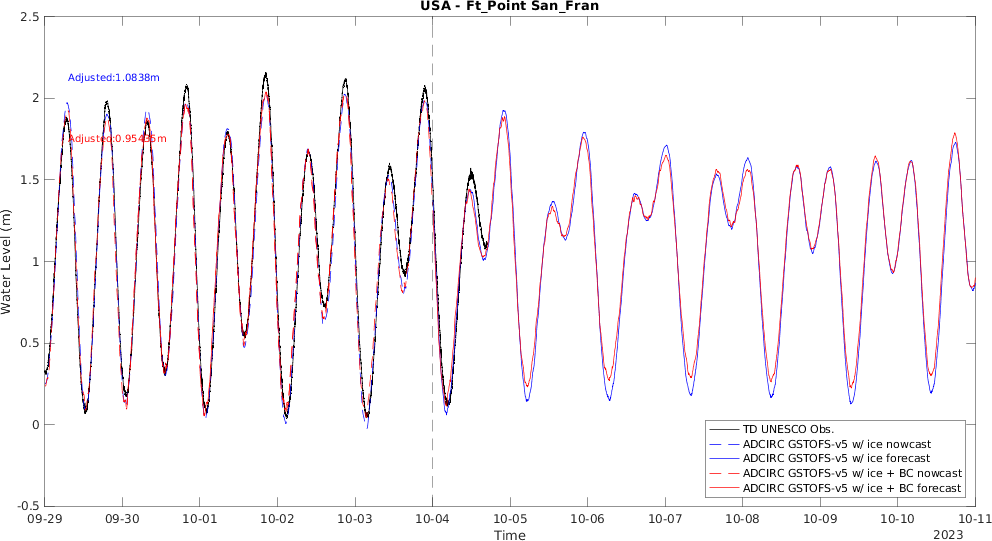 USA - Ft_Point San_Fran
2.5
2
1.5
1
0.5
0
-0.5
Water Level (m)
Adjusted:1.0838m
TD UNESCO Obs.
ADCIRC GSTOFS-v5 w/ ice nowcast
ADCIRC GSTOFS-v5 w/ ice forecast
ADCIRC GSTOFS-v5 w/ ice + BC nowcast
ADCIRC GSTOFS-v5 w/ ice + BC forecast
09-29 09-30 10-01 10-02 10-03 10-04 10-05 10-06 10-07 10-08 10-09 10-10 10-11
Time
2023